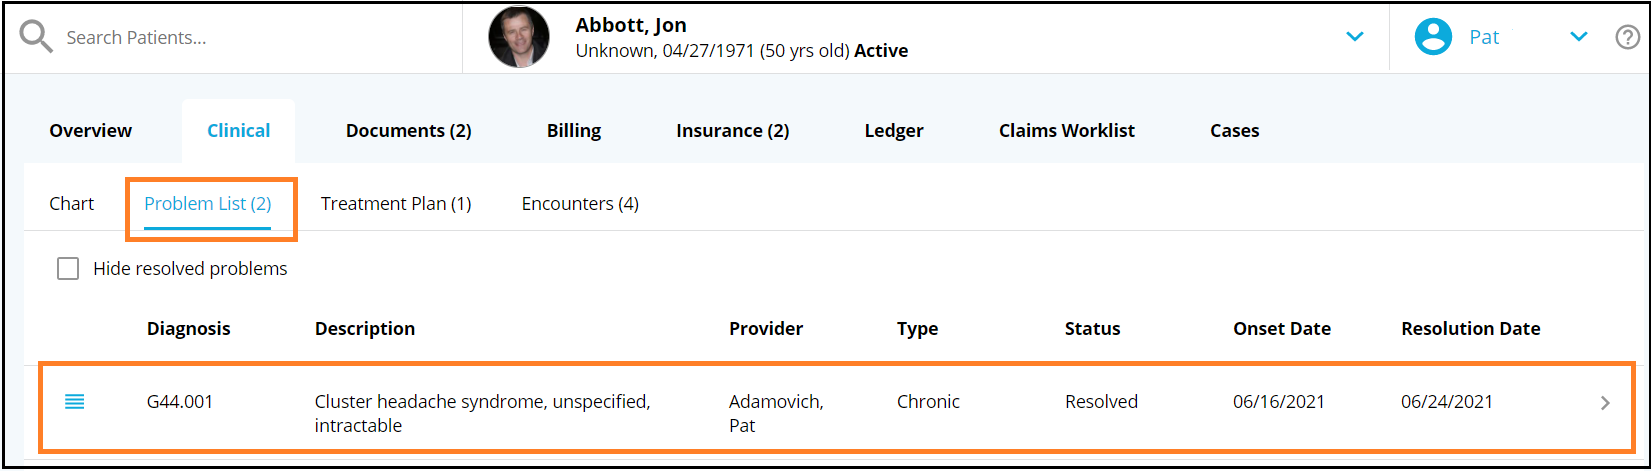 Search Patients...
Abbott, Jon
Unknown, 04/27/1971 (50 yrs old) Active
Pat
Overview Clinical Documents (2) Billing Insurance (2) Ledger Claims Worklist Cases
Chart Problem List (2) Treatment Plan (1) Encounters (4)
Hide resolved problems
Diagnosis Description Provider Type Status Onset Date Resolution Date
G44.001 Cluster headache syndrome, unspecified, Adamovich, Chronic Resolved 06/16/2021 06/24/2021
intractable Pat